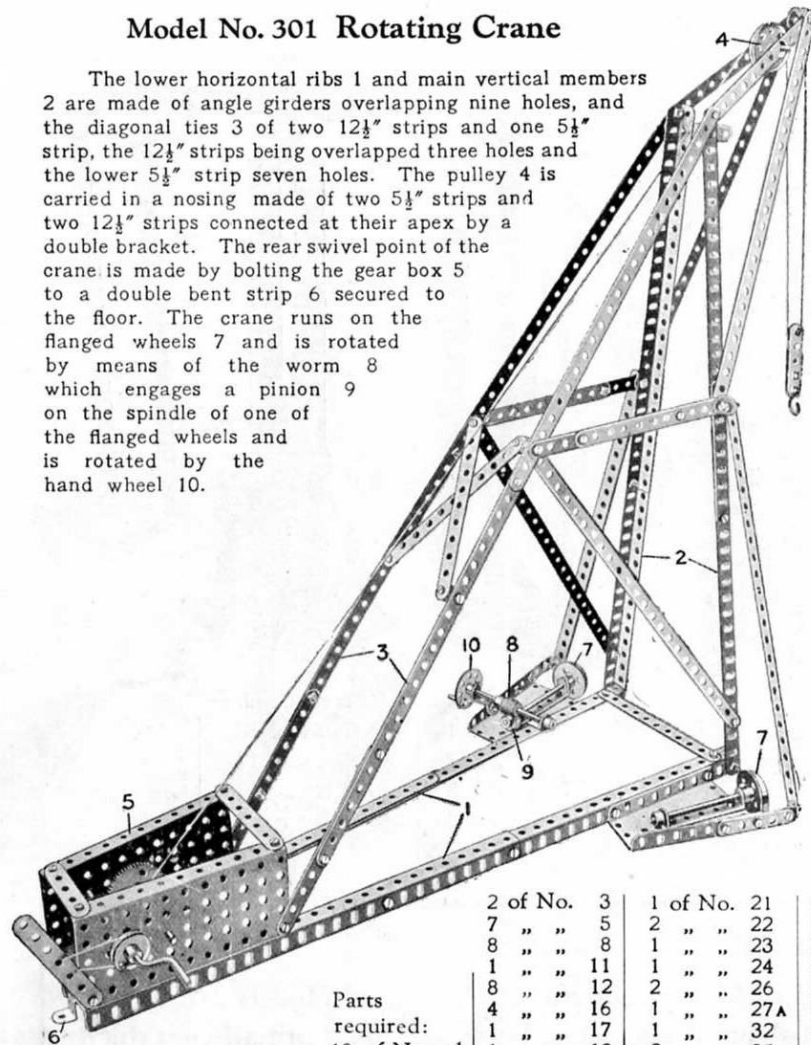 Model No. 301 Rotating Crane
The lower horizontal ribs 1 and main vertical members
2 are made of angle girders overlapping nine holes, and
the diagonal ties 3 of two 12½″ strips and one 5½″
strip, the 12½″ strips being overlapped three holes and
the lower 5½″ strip seven holes. The pulley 4 is
carried in a nosing made of two 5½″ strips and
two 12½″ strips connected at their apex by a
double bracket. The rear swivel point of the
crane is made by bolting the gear box 5
to a double bent strip 6 secured to
the floor. The crane runs on the
flanged wheels 7 and is rotated
by means of the worm 8
which engages a pinion 9
on the spindle of one of
the flanged wheels and
is rotated by the
hand wheel 10.
4
2
3
10
8
7
9
7
5
1
6
Parts
required:
2 of No. 3 1 of No. 21
7 „ „ 5 2 „ „ 22
8 „ „ 8 1 „ „ 23
1 „ „ 11 1 „ „ 24
8 „ „ 12 2 „ „ 26
4 „ „ 16 1 „ „ 27A
1 „ „ 17 1 „ „ 32